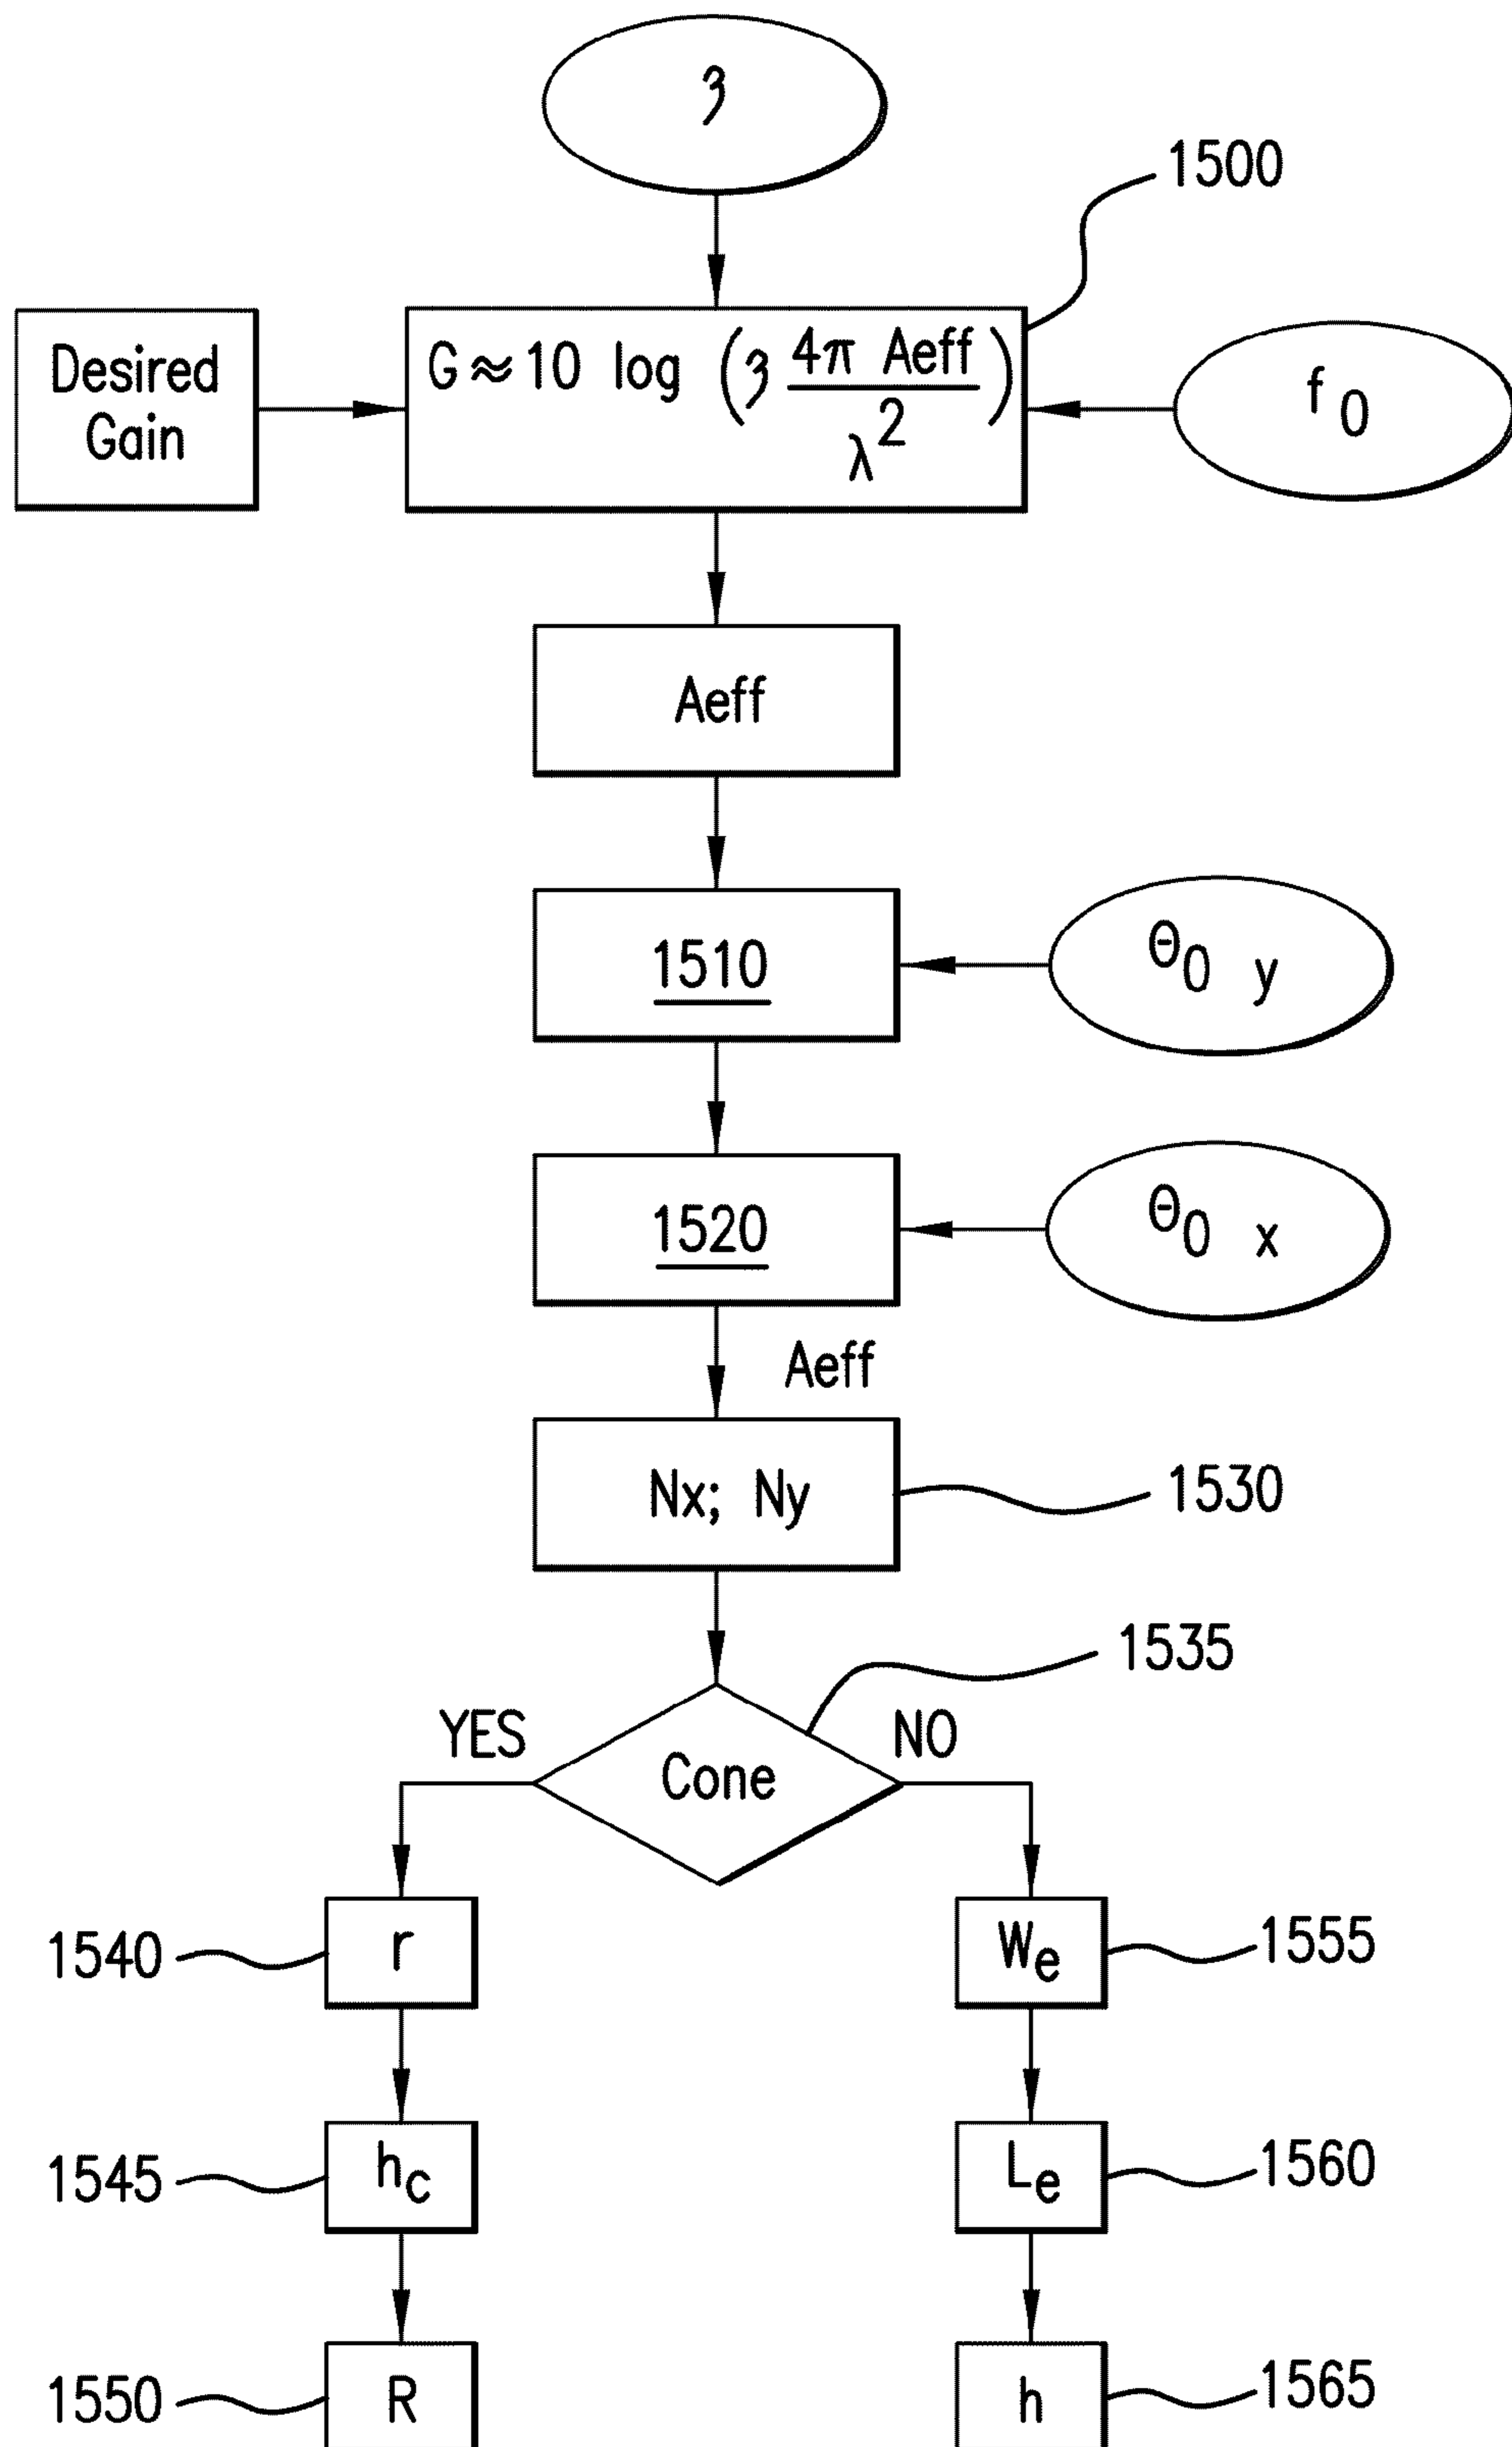 ʒ
1500
Desired
Gain
G≈10 log (ʒ 4π Aeff / λ²)
f₀
Aeff
1510
Θ₀ y
1520
Θ₀ x
Aeff
Nx; Ny
1530
1535
YES
Cone
NO
1540
r
Wₑ
1555
1545
h_c
Lₑ
1560
1550
R
h
1565